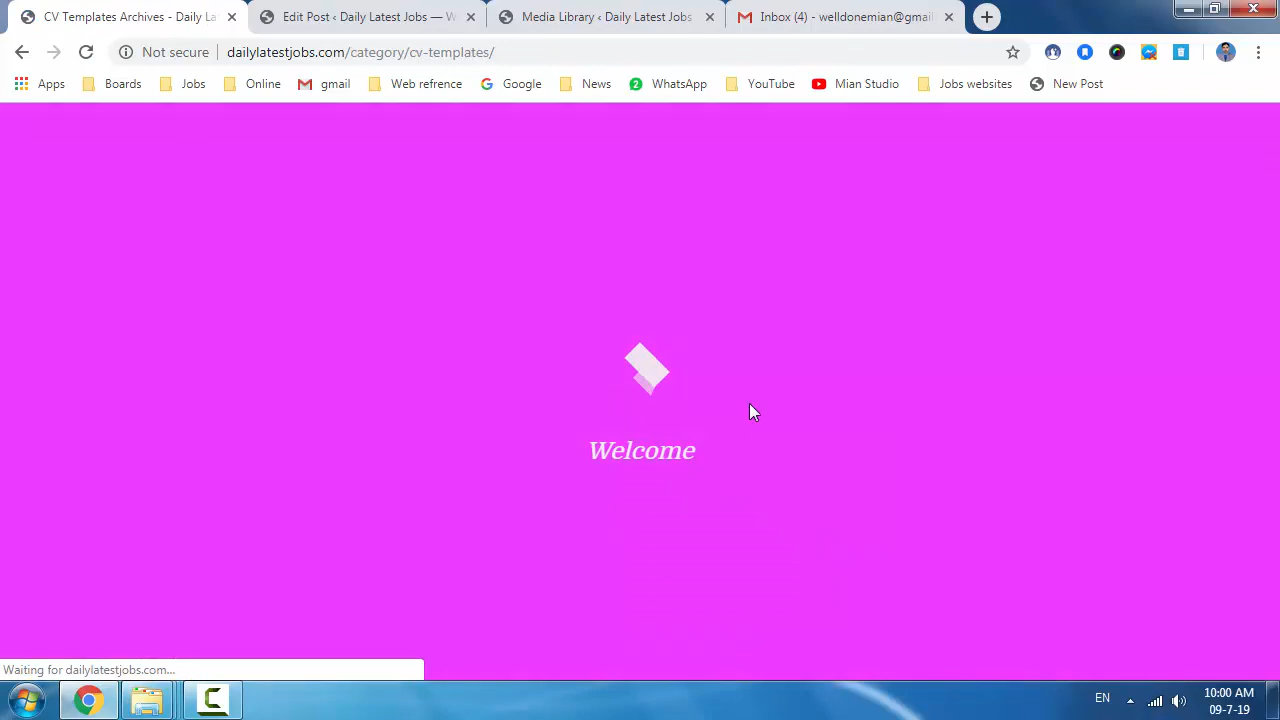 CV Templates Archives - Daily La
Edit Post ‹ Daily Latest Jobs — W
Media Library ‹ Daily Latest Jobs
Inbox (4) - welldonemian@gmail
Not secure
dailylatestjobs.com/category/cv-templates/
Apps
Boards
Jobs
Online
gmail
Web refrence
Google
News
2
WhatsApp
YouTube
Mian Studio
Jobs websites
New Post
Welcome
Waiting for dailylatestjobs.com...
EN
10:00 AM
09-7-19